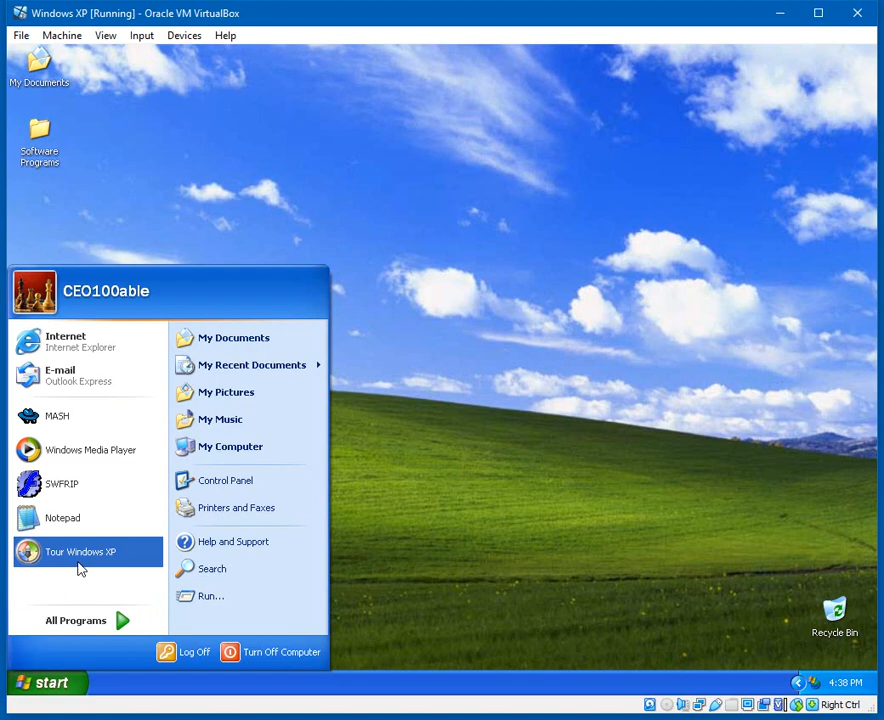 Windows XP [Running] - Oracle VM VirtualBox
File Machine View Input Devices Help
My Documents
Software
Programs
CEO100able
Internet
Internet Explorer
E-mail
Outlook Express
MASH
Windows Media Player
SWFRIP
Notepad
Tour Windows XP
All Programs
My Documents
My Recent Documents
My Pictures
My Music
My Computer
Control Panel
Printers and Faxes
Help and Support
Search
Run...
Log Off Turn Off Computer
Recycle Bin
start 4:38 PM
Right Ctrl